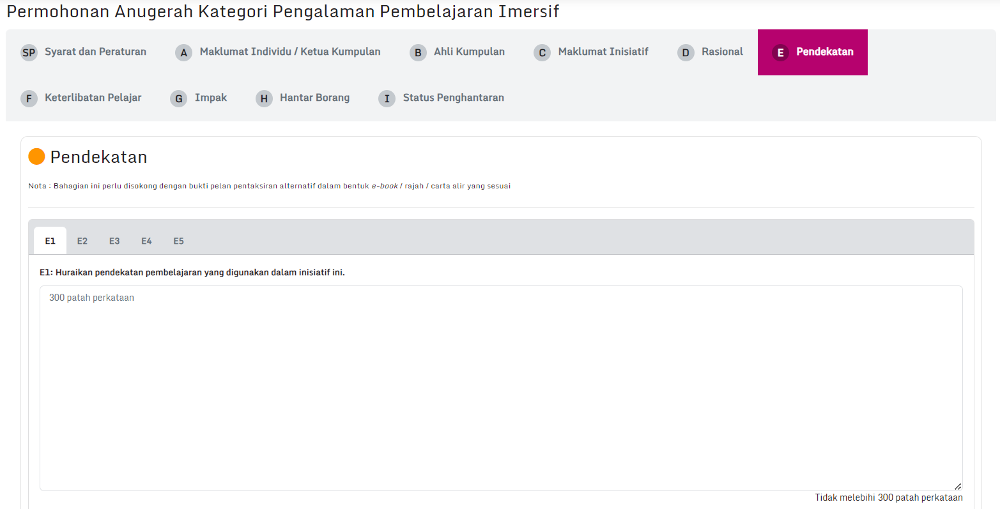 Permohonan Anugerah Kategori Pengalaman Pembelajaran Imersif
SP Syarat dan Peraturan A Maklumat Individu / Ketua Kumpulan B Ahli Kumpulan C Maklumat Inisiatif D Rasional E Pendekatan
F Keterlibatan Pelajar G Impak H Hantar Borang I Status Penghantaran
Pendekatan
Nota : Bahagian ini perlu disokong dengan bukti pelan pentaksiran alternatif dalam bentuk e-book / rajah / carta alir yang sesuai
E1 E2 E3 E4 E5
E1: Huraikan pendekatan pembelajaran yang digunakan dalam inisiatif ini.
300 patah perkataan
Tidak melebihi 300 patah perkataan